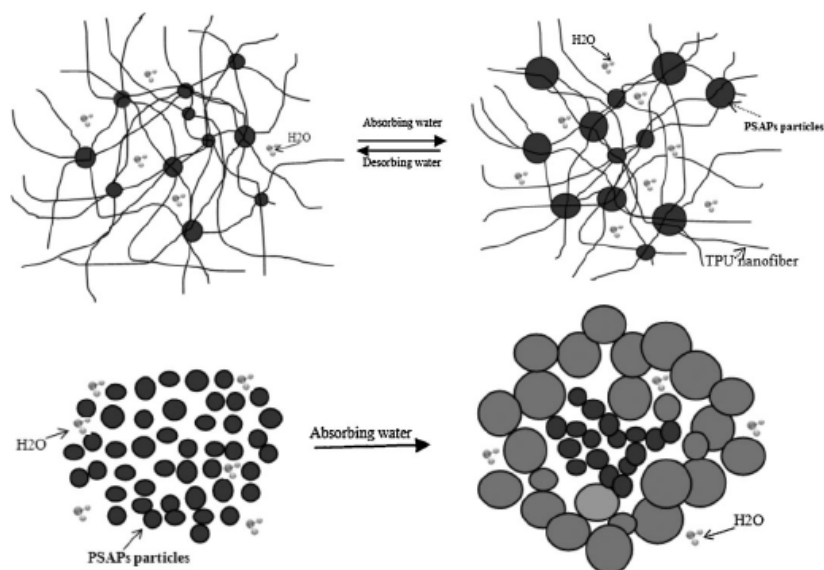 H2O
H2O
Absorbing water
Desorbing water
PSAPs particles
TPU nanofiber
H2O
Absorbing water
PSAPs particles
H2O